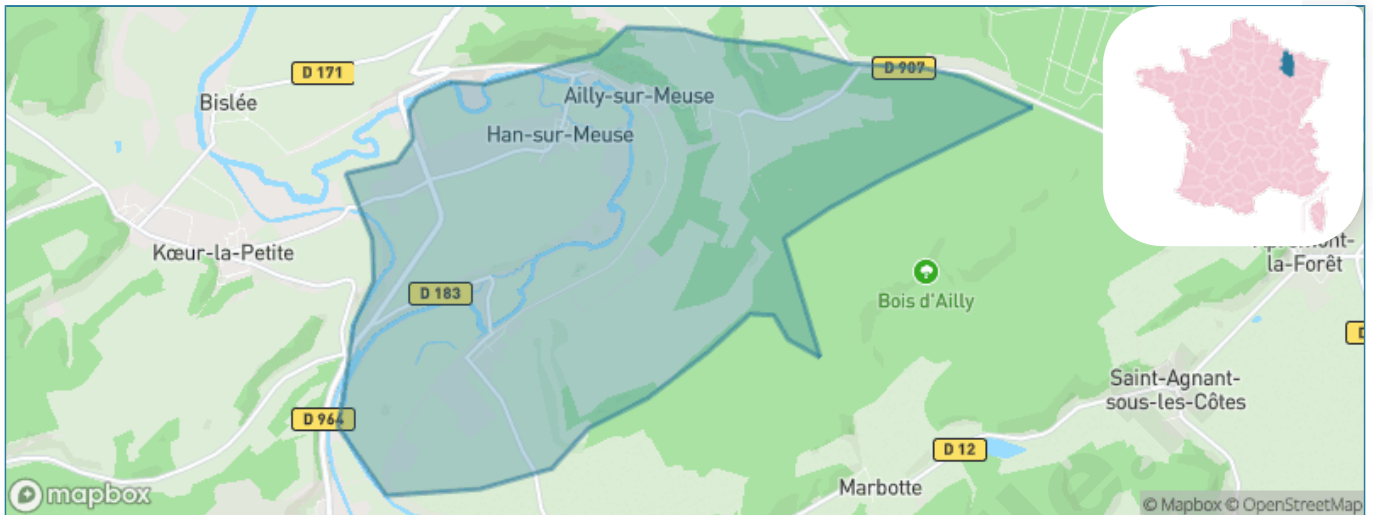 D 171
D 907
Bislée
Ailly-sur-Meuse
Han-sur-Meuse
Kœur-la-Petite
la-Forêt
D 183
Bois d'Ailly
Saint-Agnant-
sous-les-Côtes
D 964
D 12
Marbotte
mapbox
© Mapbox © OpenStreetMap